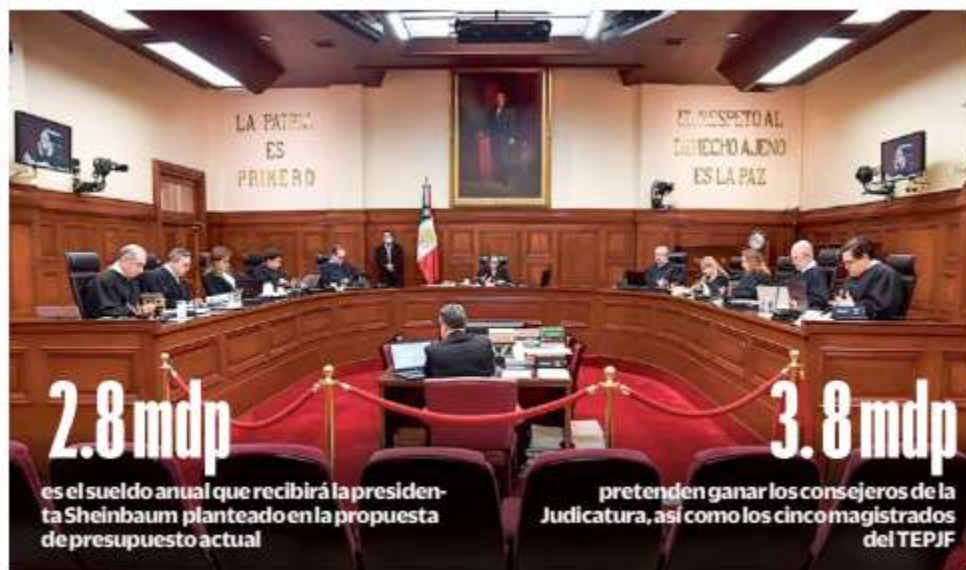 LA PATRIA
ES
PRIMERO
EL RESPETO AL
DERECHO AJENO
ES LA PAZ
2.8 mdp
es el sueldo anual que recibirá la presiden-
ta Sheinbaum planteado en la propuesta
de presupuesto actual
3.8 mdp
pretenden ganar los consejeros de la
Judicatura, así como los cinco magistrados
del TEPJF